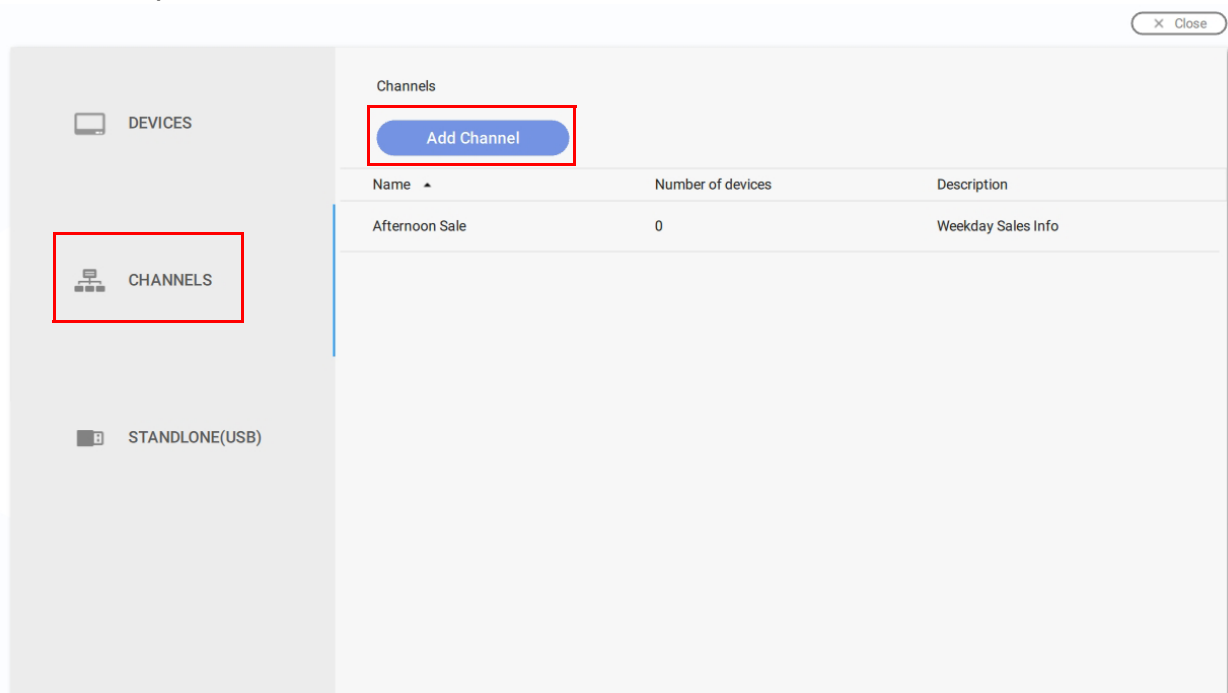 × Close
DEVICES
CHANNELS
STANDLONE(USB)
Channels
Add Channel
Name ▲ Number of devices Description
Afternoon Sale 0 Weekday Sales Info